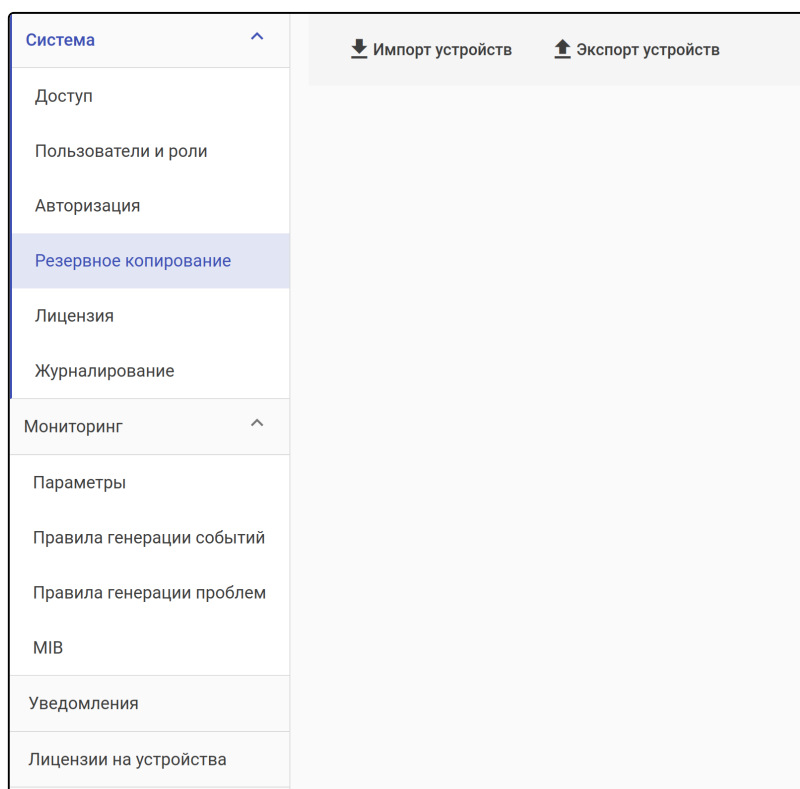 Система
Импорт устройств
Экспорт устройств
Доступ
Пользователи и роли
Авторизация
Резервное копирование
Лицензия
Журналирование
Мониторинг
Параметры
Правила генерации событий
Правила генерации проблем
MIB
Уведомления
Лицензии на устройства